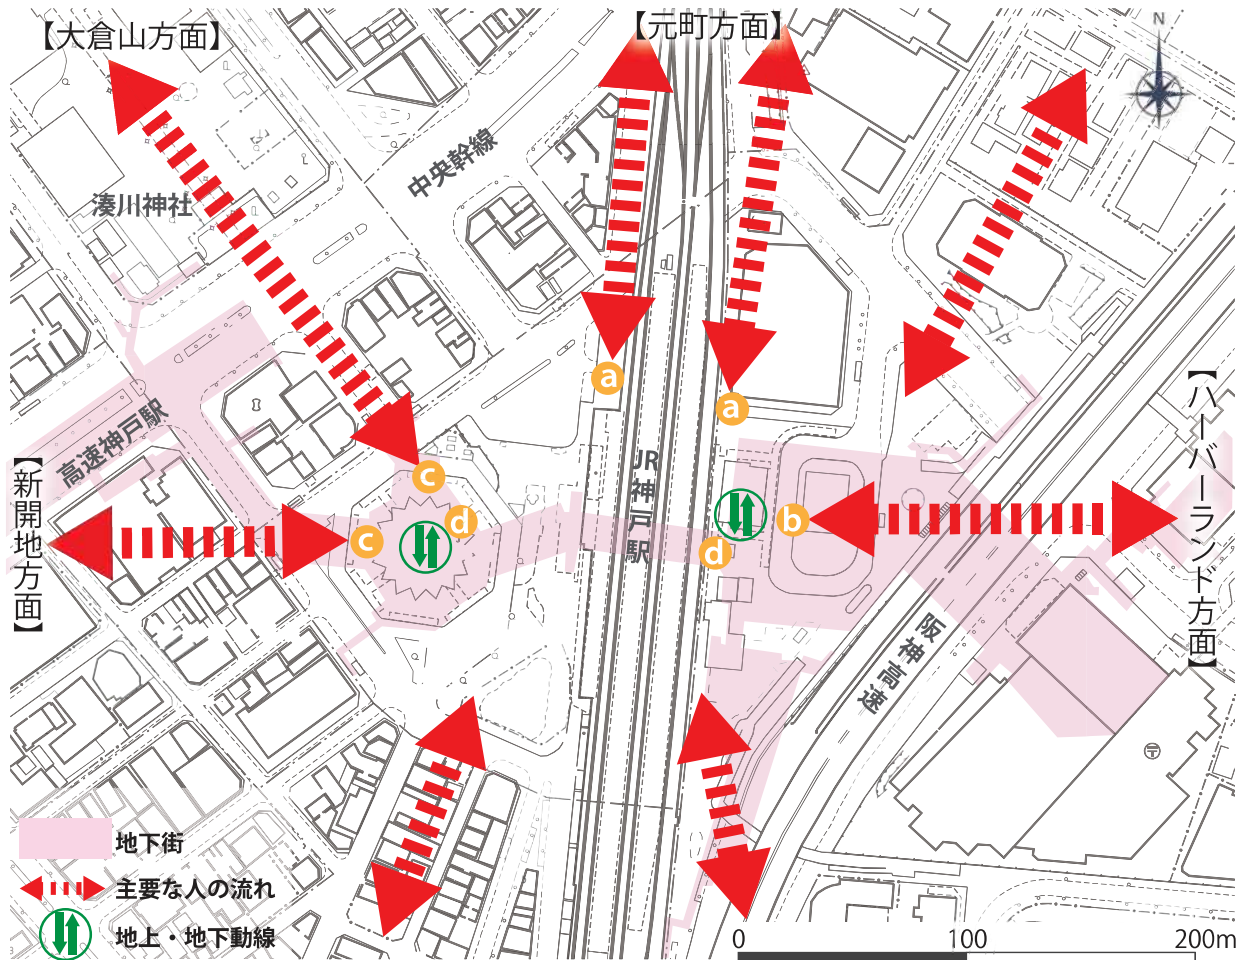 【大倉山方面】
【元町方面】
N
中央幹線
湊川神社
高速神戸駅
【新開地方面】
【ハーバーランド方面】
a
a
JR神戸駅
c
d
c
b
d
阪神高速
地下街
主要な人の流れ
地上・地下動線
0 100 200m